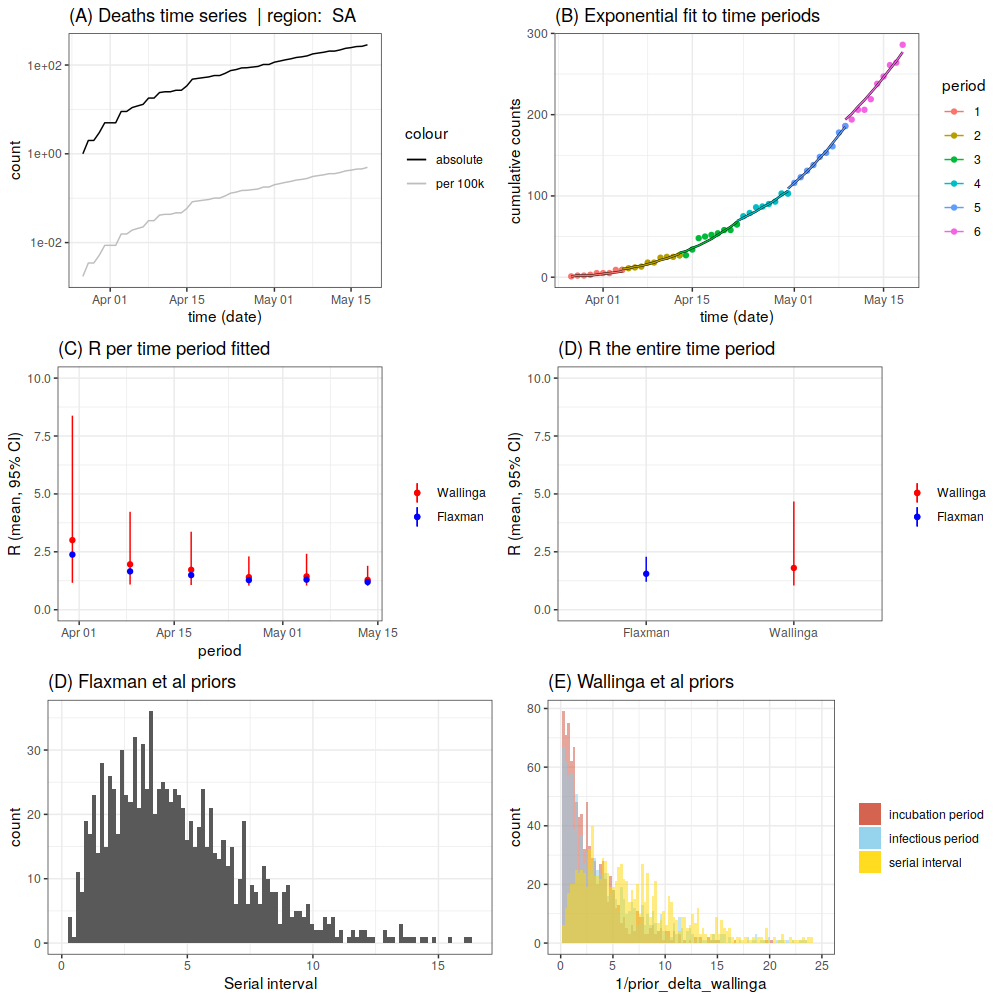 (A) Deaths time series | region: SA
1e+02
1e+00
1e-02
count
Apr 01
Apr 15
May 01
May 15
time (date)
colour
absolute
per 100k
(B) Exponential fit to time periods
300
200
100
0
cumulative counts
Apr 01
Apr 15
May 01
May 15
time (date)
period
1
2
3
4
5
6
(C) R per time period fitted
10.0
7.5
5.0
2.5
0.0
R (mean, 95% CI)
Apr 01
Apr 15
May 01
May 15
period
Wallinga
Flaxman
(D) R the entire time period
10.0
7.5
5.0
2.5
0.0
R (mean, 95% CI)
Flaxman
Wallinga
Wallinga
Flaxman
(D) Flaxman et al priors
30
20
10
0
count
0
5
10
15
Serial interval
(E) Wallinga et al priors
80
60
40
20
0
count
0
5
10
15
20
25
1/prior_delta_wallinga
incubation period
infectious period
serial interval